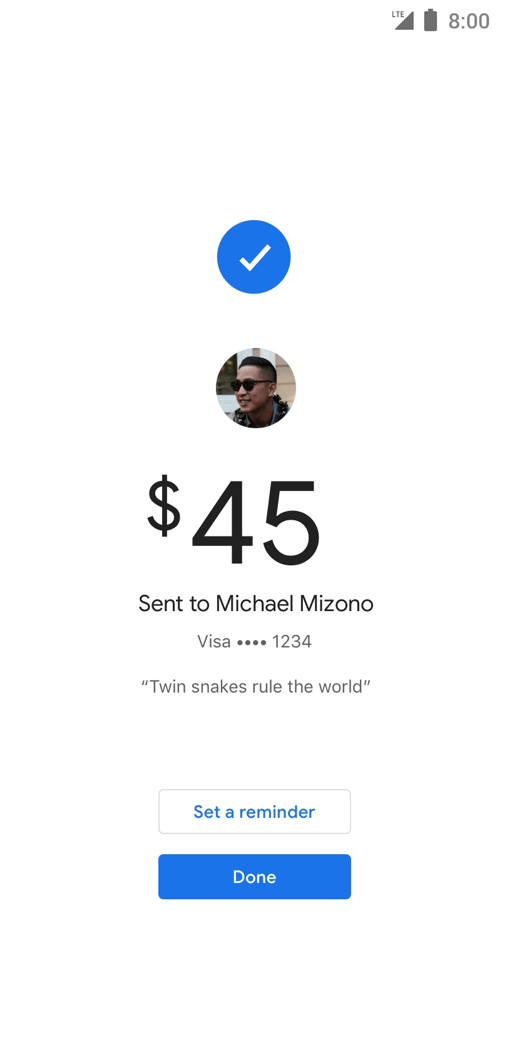 LTE 8:00
$45
Sent to Michael Mizono
Visa •••• 1234
“Twin snakes rule the world”
Set a reminder
Done